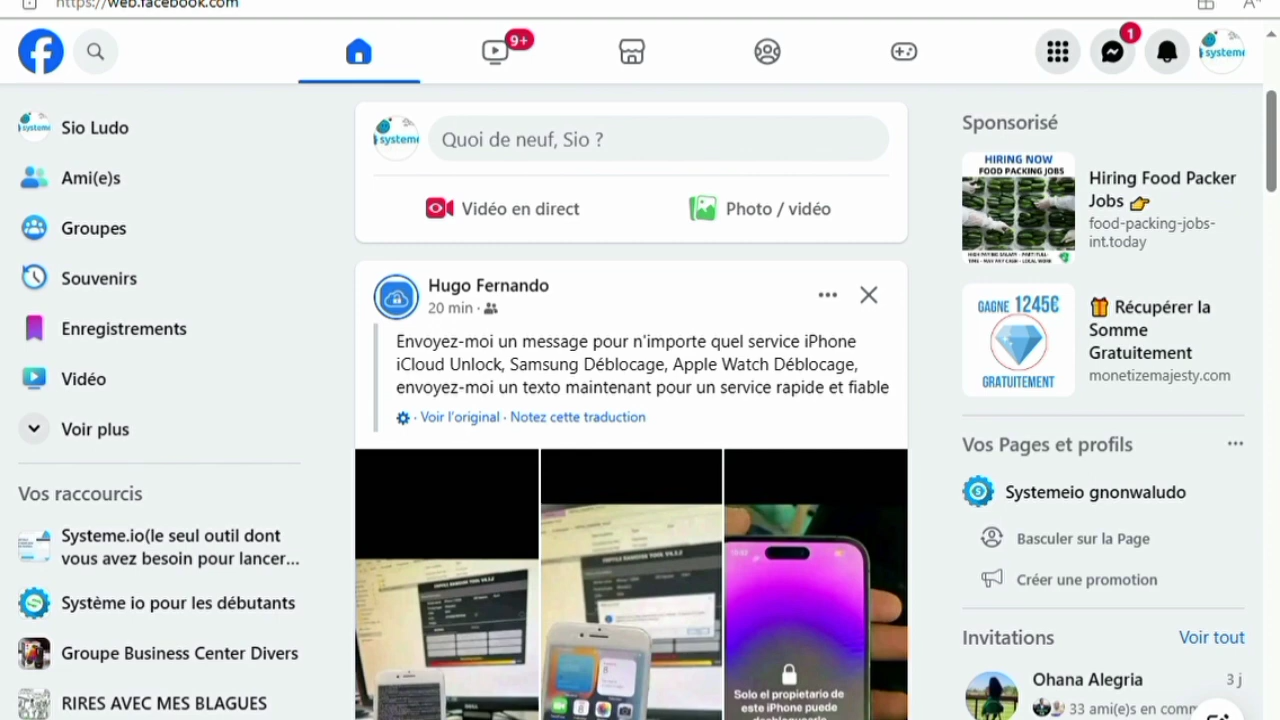 https://web.facebook.com
9+
1
systeme
Sio Ludo
Ami(e)s
Groupes
Souvenirs
Enregistrements
Vidéo
Voir plus
Vos raccourcis
Systeme.io(le seul outil dont
vous avez besoin pour lancer...
Système io pour les débutants
Groupe Business Center Divers
RIRES AVEC MES BLAGUES
systeme
Quoi de neuf, Sio ?
Vidéo en direct
Photo / vidéo
Hugo Fernando
20 min ·
Envoyez-moi un message pour n'importe quel service iPhone
iCloud Unlock, Samsung Déblocage, Apple Watch Déblocage,
envoyez-moi un texto maintenant pour un service rapide et fiable
· Voir l'original · Notez cette traduction
Solo el propietario de
este iPhone puede
Sponsorisé
HIRING NOW
FOOD PACKING JOBS
Hiring Food Packer
Jobs 👉
food-packing-jobs-
int.today
GAGNE 1245€
GRATUITEMENT
🎁 Récupérer la
Somme
Gratuitement
monetizemajesty.com
Vos Pages et profils
Systemeio gnonwaludo
Basculer sur la Page
Créer une promotion
Invitations
Voir tout
Ohana Alegria
3 j
33 ami(e)s en comm